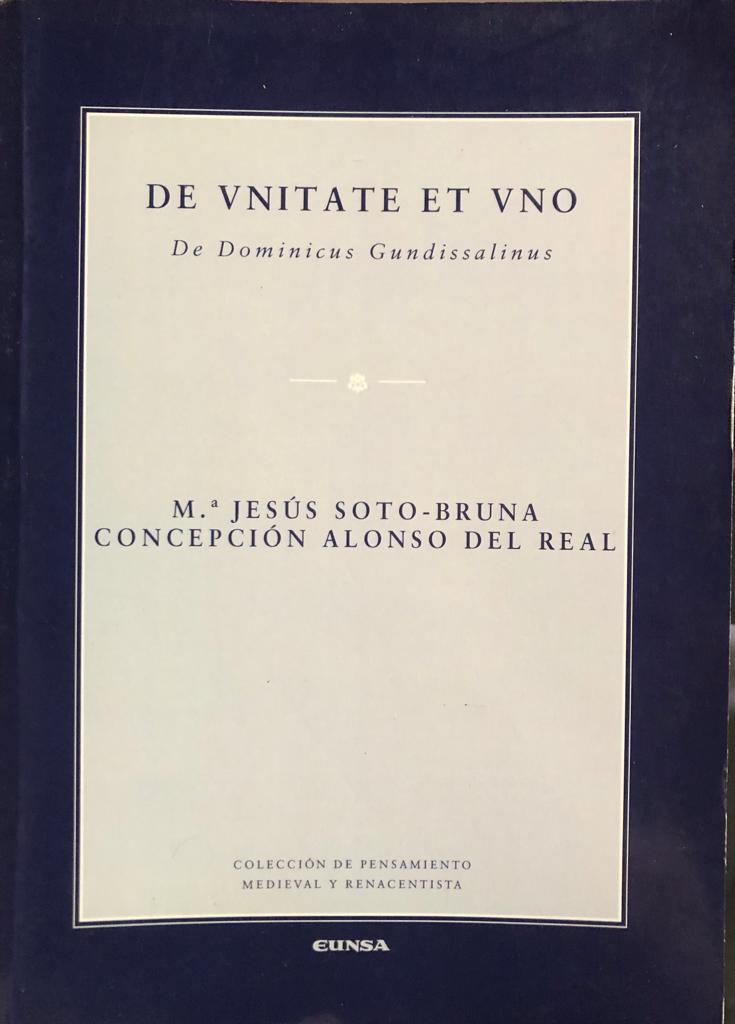 DE VNITATE ET VNO
De Dominicus Gundissalinus
M.ª JESÚS SOTO-BRUNA
CONCEPCIÓN ALONSO DEL REAL
COLECCIÓN DE PENSAMIENTO
MEDIEVAL Y RENACENTISTA
EUNSA